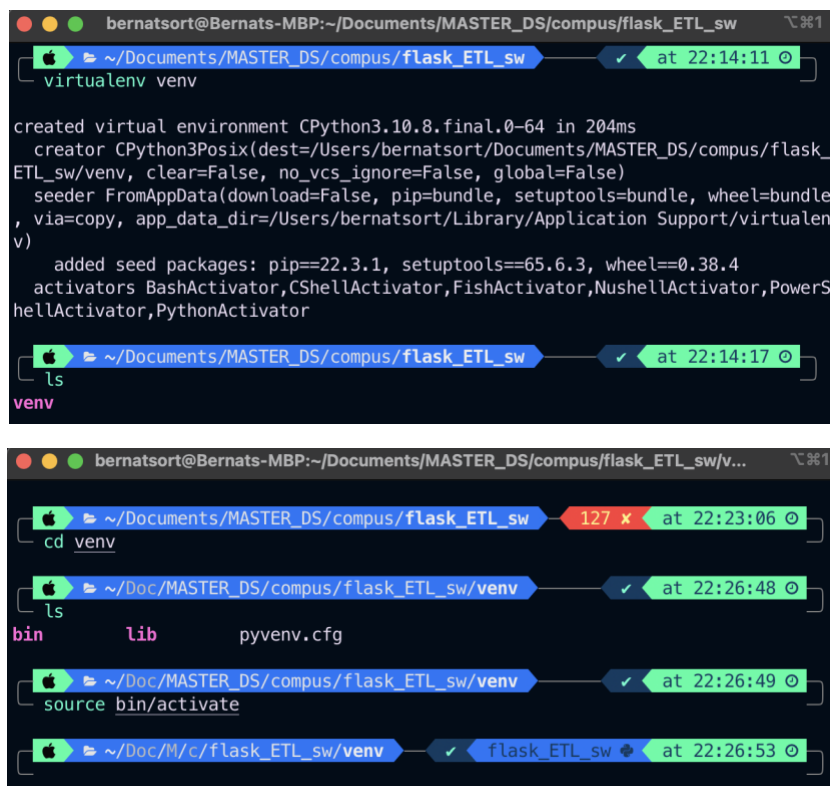 bernatsort@Bernats-MBP:~/Documents/MASTER_DS/compus/flask_ETL_sw ⌥⌘1
~/Documents/MASTER_DS/compus/flask_ETL_sw ✔ at 22:14:11
virtualenv venv
created virtual environment CPython3.10.8.final.0-64 in 204ms
creator CPython3Posix(dest=/Users/bernatsort/Documents/MASTER_DS/compus/flask_
ETL_sw/venv, clear=False, no_vcs_ignore=False, global=False)
seeder FromAppData(download=False, pip=bundle, setuptools=bundle, wheel=bundle
, via=copy, app_data_dir=/Users/bernatsort/Library/Application Support/virtualen
v)
added seed packages: pip==22.3.1, setuptools==65.6.3, wheel==0.38.4
activators BashActivator,CShellActivator,FishActivator,NushellActivator,PowerS
hellActivator,PythonActivator
~/Documents/MASTER_DS/compus/flask_ETL_sw ✔ at 22:14:17
ls
venv
bernatsort@Bernats-MBP:~/Documents/MASTER_DS/compus/flask_ETL_sw/v... ⌥⌘1
~/Documents/MASTER_DS/compus/flask_ETL_sw 127 ✘ at 22:23:06
cd venv
~/Doc/MASTER_DS/compus/flask_ETL_sw/venv ✔ at 22:26:48
ls
bin lib pyvenv.cfg
~/Doc/MASTER_DS/compus/flask_ETL_sw/venv ✔ at 22:26:49
source bin/activate
~/Doc/M/c/flask_ETL_sw/venv ✔ flask_ETL_sw at 22:26:53